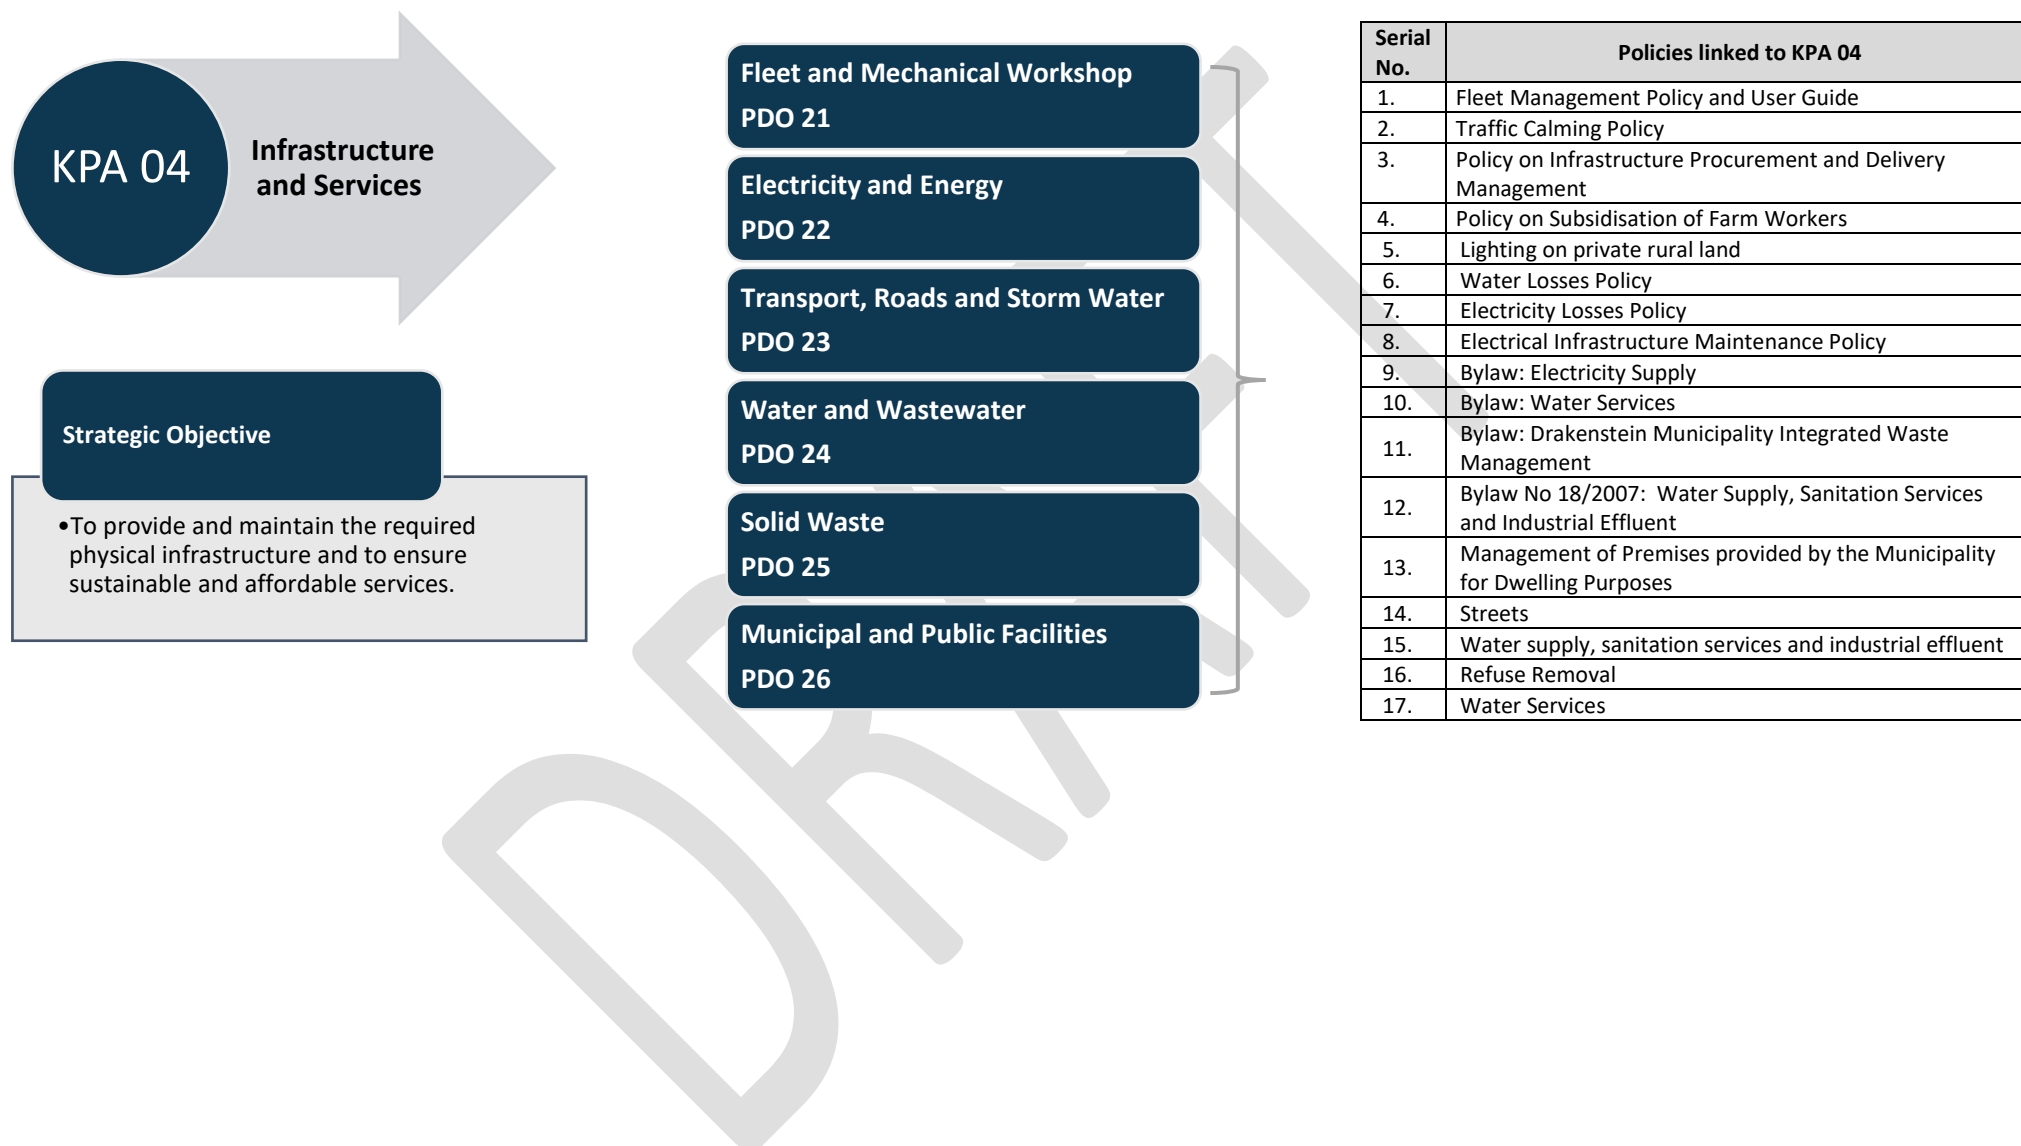 KPA 04
Infrastructure
and Services
Strategic Objective
•To provide and maintain the required
physical infrastructure and to ensure
sustainable and affordable services.
Fleet and Mechanical Workshop
PDO 21
Electricity and Energy
PDO 22
Transport, Roads and Storm Water
PDO 23
Water and Wastewater
PDO 24
Solid Waste
PDO 25
Municipal and Public Facilities
PDO 26
Serial
No.
Policies linked to KPA 04
1. Fleet Management Policy and User Guide
2. Traffic Calming Policy
3. Policy on Infrastructure Procurement and Delivery
Management
4. Policy on Subsidisation of Farm Workers
5. Lighting on private rural land
6. Water Losses Policy
7. Electricity Losses Policy
8. Electrical Infrastructure Maintenance Policy
9. Bylaw: Electricity Supply
10. Bylaw: Water Services
11. Bylaw: Drakenstein Municipality Integrated Waste
Management
12. Bylaw No 18/2007: Water Supply, Sanitation Services
and Industrial Effluent
13. Management of Premises provided by the Municipality
for Dwelling Purposes
14. Streets
15. Water supply, sanitation services and industrial effluent
16. Refuse Removal
17. Water Services
DRAFT